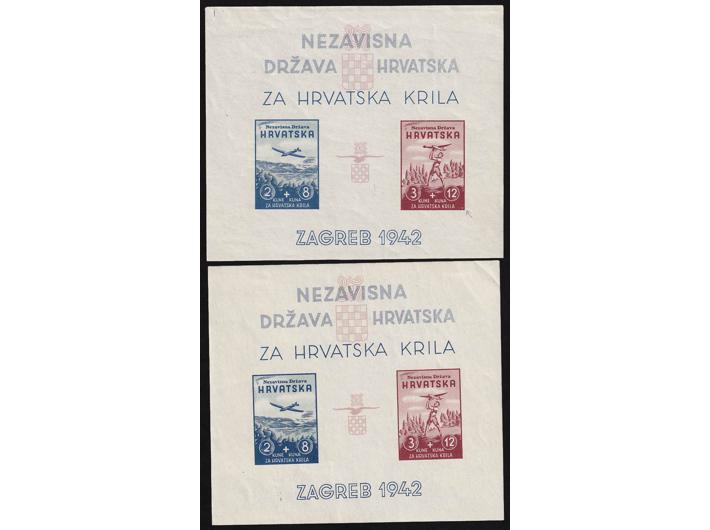 NEZAVISNA
DRŽAVA HRVATSKA
ZA HRVATSKA KRILA
Nezavisna Država
HRVATSKA
2 + 8
KUNE KUNA
ZA HRVATSKA KRILA
Nezavisna Država
HRVATSKA
3 + 12
KUNE KUNA
ZA HRVATSKA KRILA
ZAGREB 1942
NEZAVISNA
DRŽAVA HRVATSKA
ZA HRVATSKA KRILA
Nezavisna Država
HRVATSKA
2 + 8
KUNE KUNA
ZA HRVATSKA KRILA
Nezavisna Država
HRVATSKA
3 + 12
KUNE KUNA
ZA HRVATSKA KRILA
ZAGREB 1942